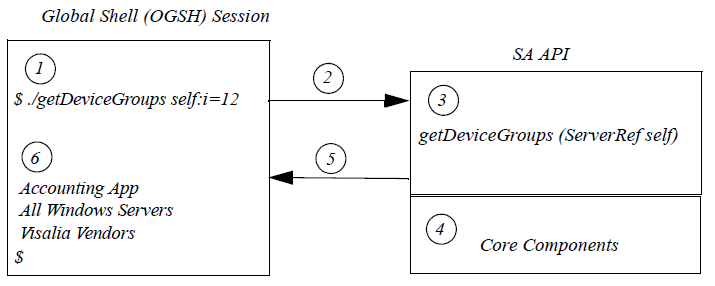 Global Shell (OGSH) Session
1
$ ./getDeviceGroups self:i=12
6
Accounting App
All Windows Servers
Visalia Vendors
$
2
5
SA API
3
getDeviceGroups (ServerRef self)
4
Core Components